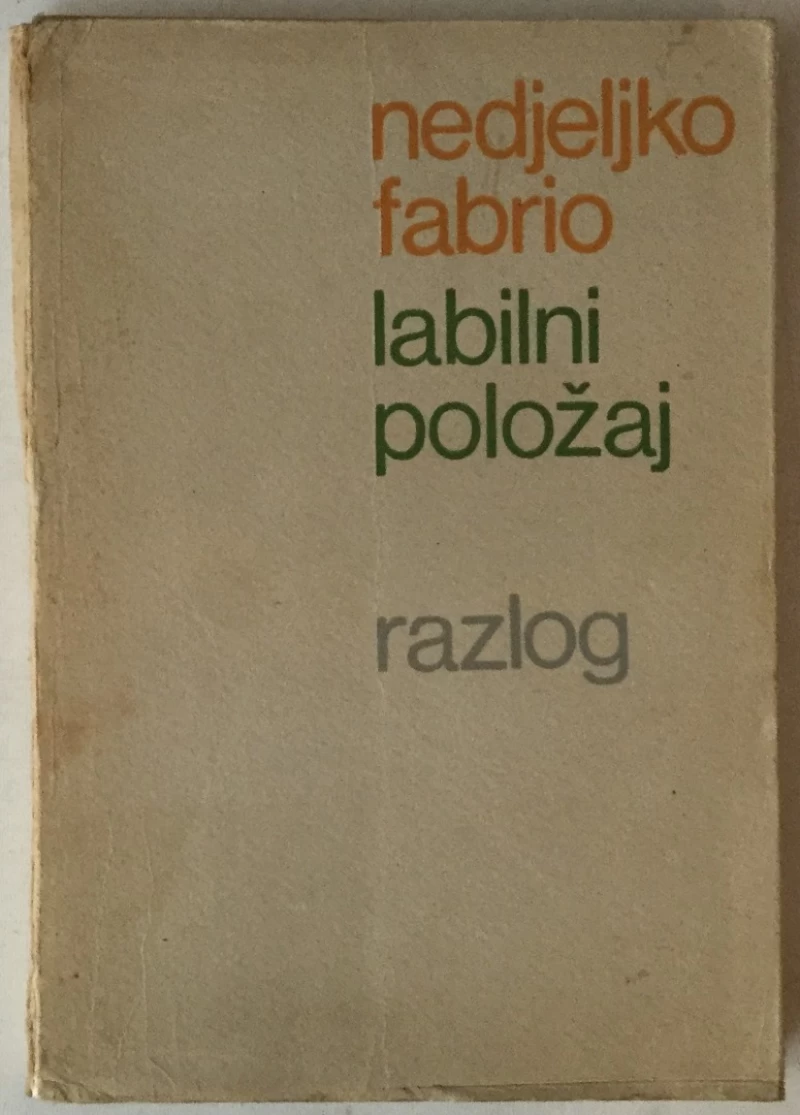 nedjeljko
fabrio
labilni
položaj
razlog